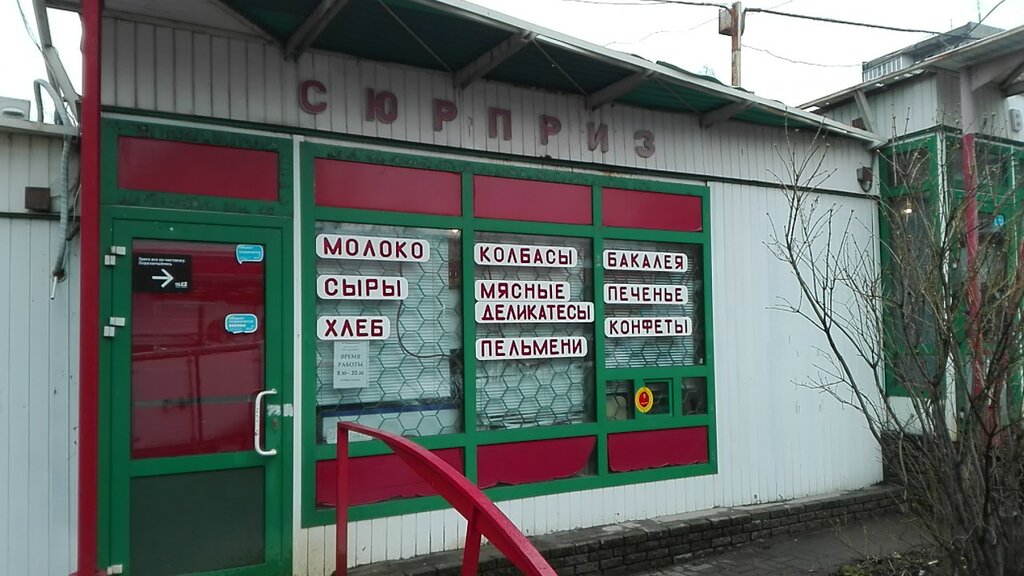 СЮРПРИЗ
МОЛОКО
СЫРЫ
ХЛЕБ
ВРЕМЯ
РАБОТЫ
КОЛБАСЫ
МЯСНЫЕ
ДЕЛИКАТЕСЫ
ПЕЛЬМЕНИ
БАКАЛЕЯ
ПЕЧЕНЬЕ
КОНФЕТЫ
В